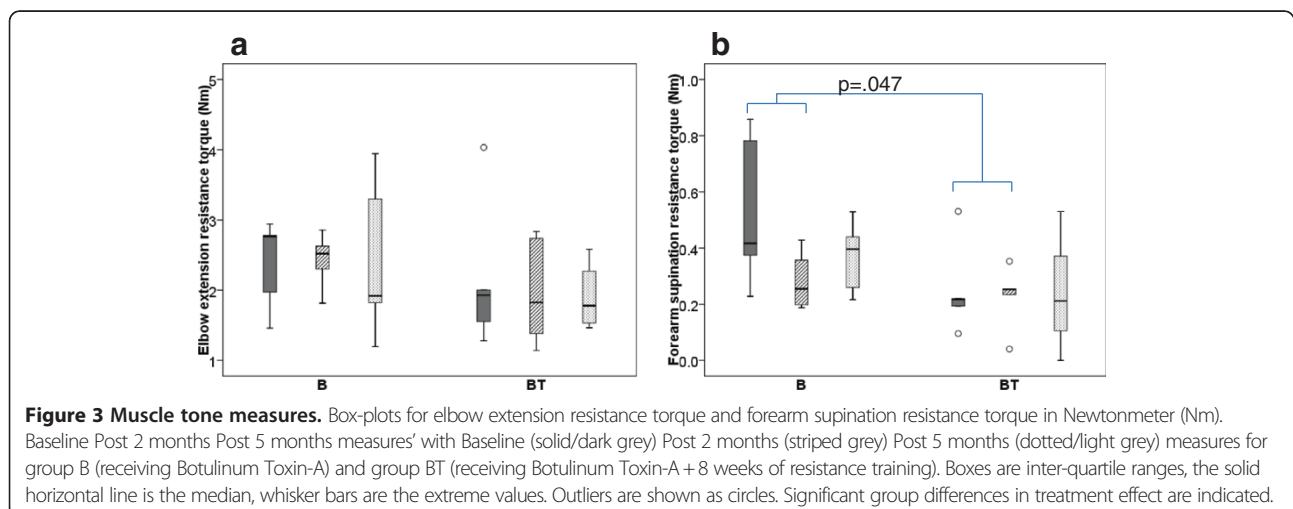 a
b
Elbow extension resistance torque (Nm)
5
4
3
2
1
B
BT
Forearm supination resistance torque (Nm)
1.0
0.8
0.6
0.4
0.2
0.0
p=.047
B
BT
Figure 3 Muscle tone measures. Box-plots for elbow extension resistance torque and forearm supination resistance torque in Newtonmeter (Nm).
Baseline Post 2 months Post 5 months measures' with Baseline (solid/dark grey) Post 2 months (striped grey) Post 5 months (dotted/light grey) measures for
group B (receiving Botulinum Toxin-A) and group BT (receiving Botulinum Toxin-A + 8 weeks of resistance training). Boxes are inter-quartile ranges, the solid
horizontal line is the median, whisker bars are the extreme values. Outliers are shown as circles. Significant group differences in treatment effect are indicated.